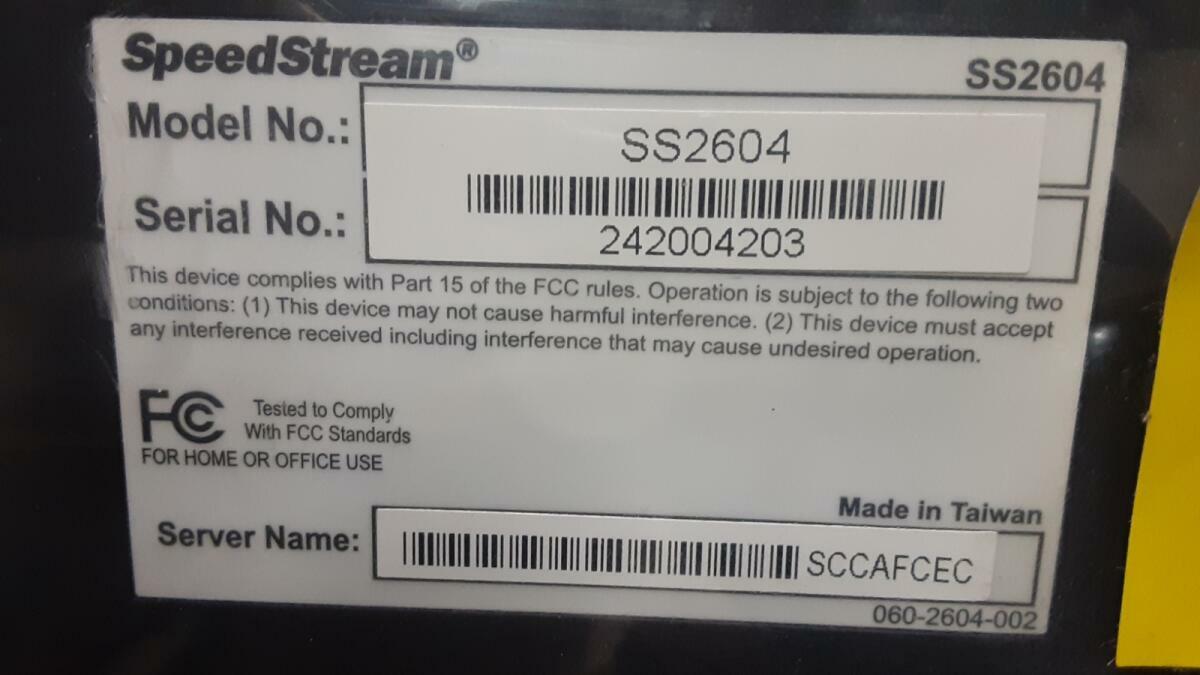 SpeedStream®
SS2604
Model No.:
SS2604
Serial No.:
242004203
This device complies with Part 15 of the FCC rules. Operation is subject to the following two
conditions: (1) This device may not cause harmful interference. (2) This device must accept
any interference received including interference that may cause undesired operation.
FC
Tested to Comply
With FCC Standards
FOR HOME OR OFFICE USE
Made in Taiwan
Server Name:
SCCAFCEC
060-2604-002